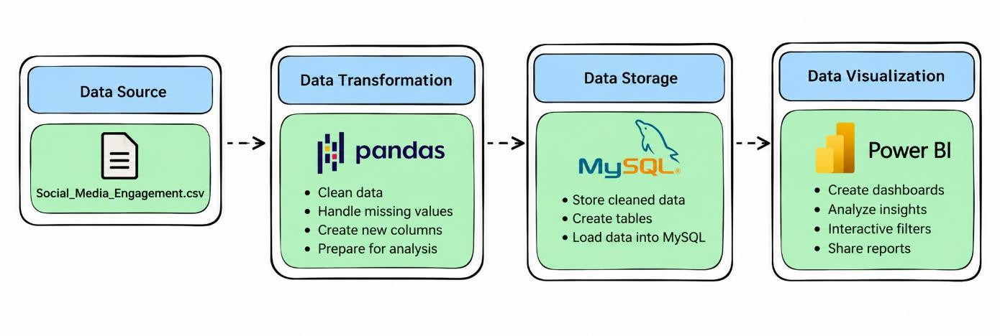 Data Source
Social_Media_Engagement.csv
Data Transformation
pandas
• Clean data
• Handle missing values
• Create new columns
• Prepare for analysis
Data Storage
MySQL®
• Store cleaned data
• Create tables
• Load data into MySQL
Data Visualization
Power BI
• Create dashboards
• Analyze insights
• Interactive filters
• Share reports